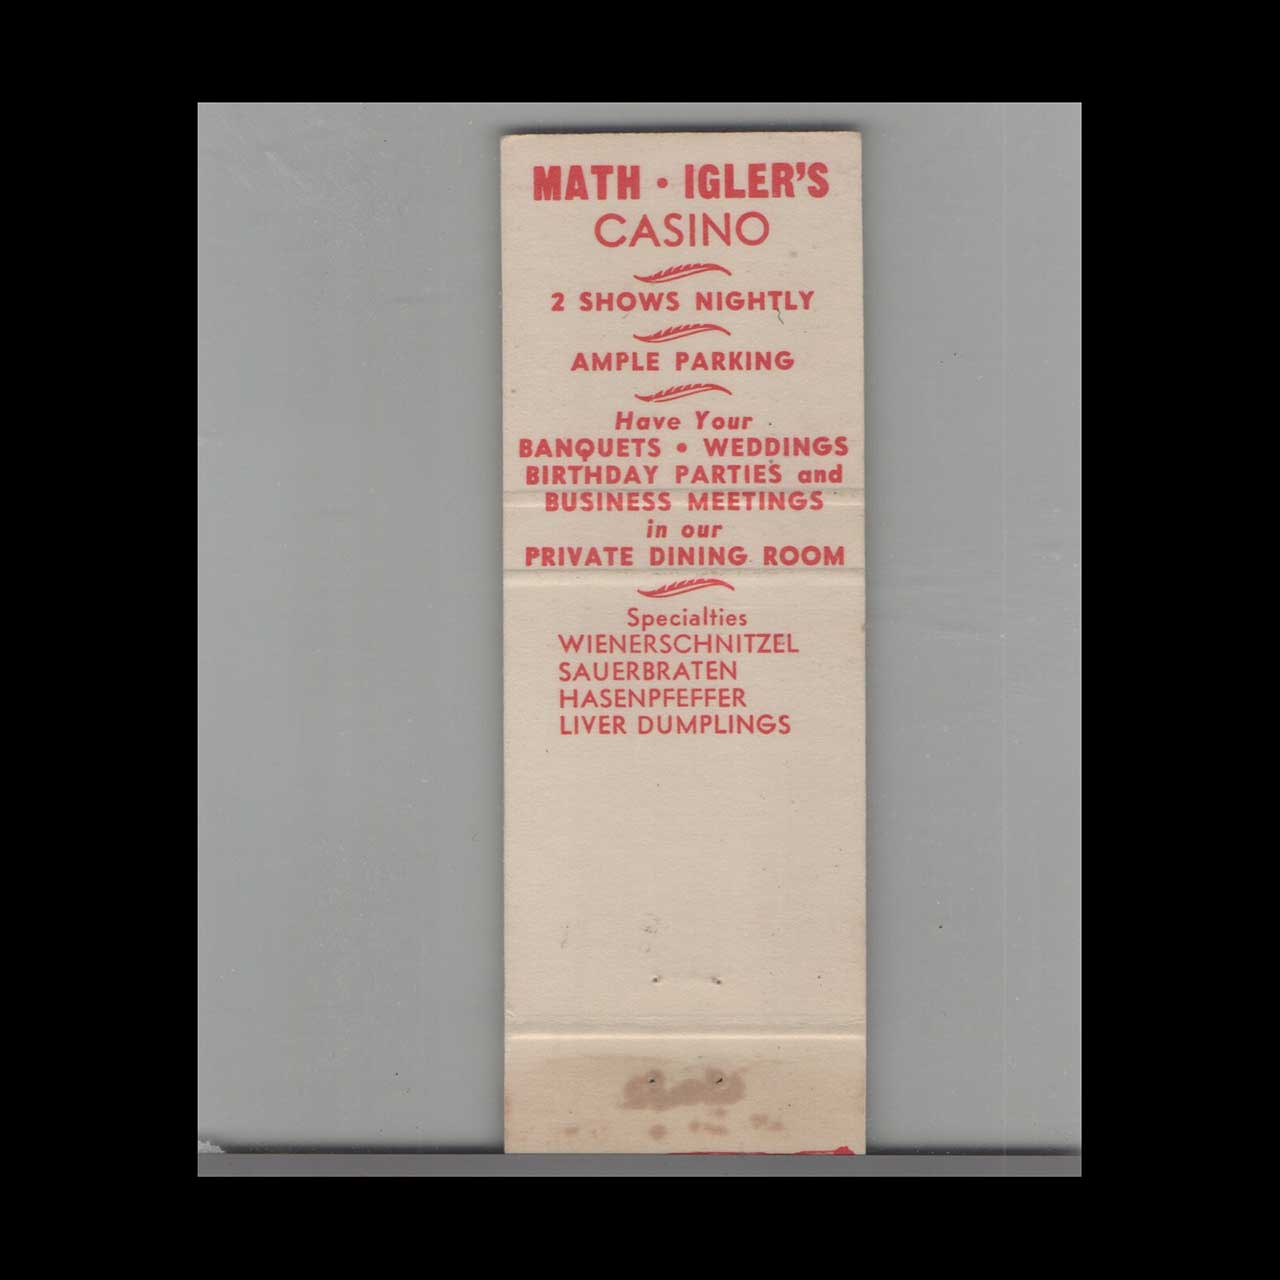 MATH • IGLER'S
CASINO
2 SHOWS NIGHTLY
AMPLE PARKING
Have Your
BANQUETS • WEDDINGS
BIRTHDAY PARTIES and
BUSINESS MEETINGS
in our
PRIVATE DINING ROOM
Specialties
WIENERSCHNITZEL
SAUERBRATEN
HASENPFEFFER
LIVER DUMPLINGS